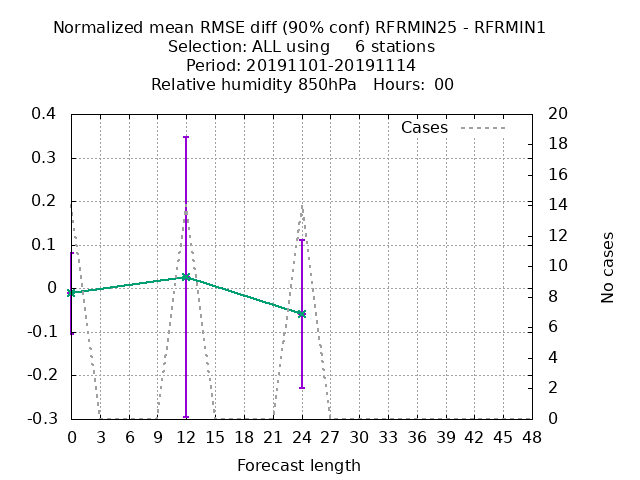 Normalized mean RMSE diff (90% conf) RFRMIN25 - RFRMIN1
Selection: ALL using     6 stations
Period: 20191101-20191114
Relative humidity 850hPa   Hours:  00
Cases
0.4
0.3
0.2
0.1
0
-0.1
-0.2
-0.3
20
18
16
14
12
10
8
6
4
2
0
No cases
0 3 6 9 12 15 18 21 24 27 30 33 36 39 42 45 48
Forecast length